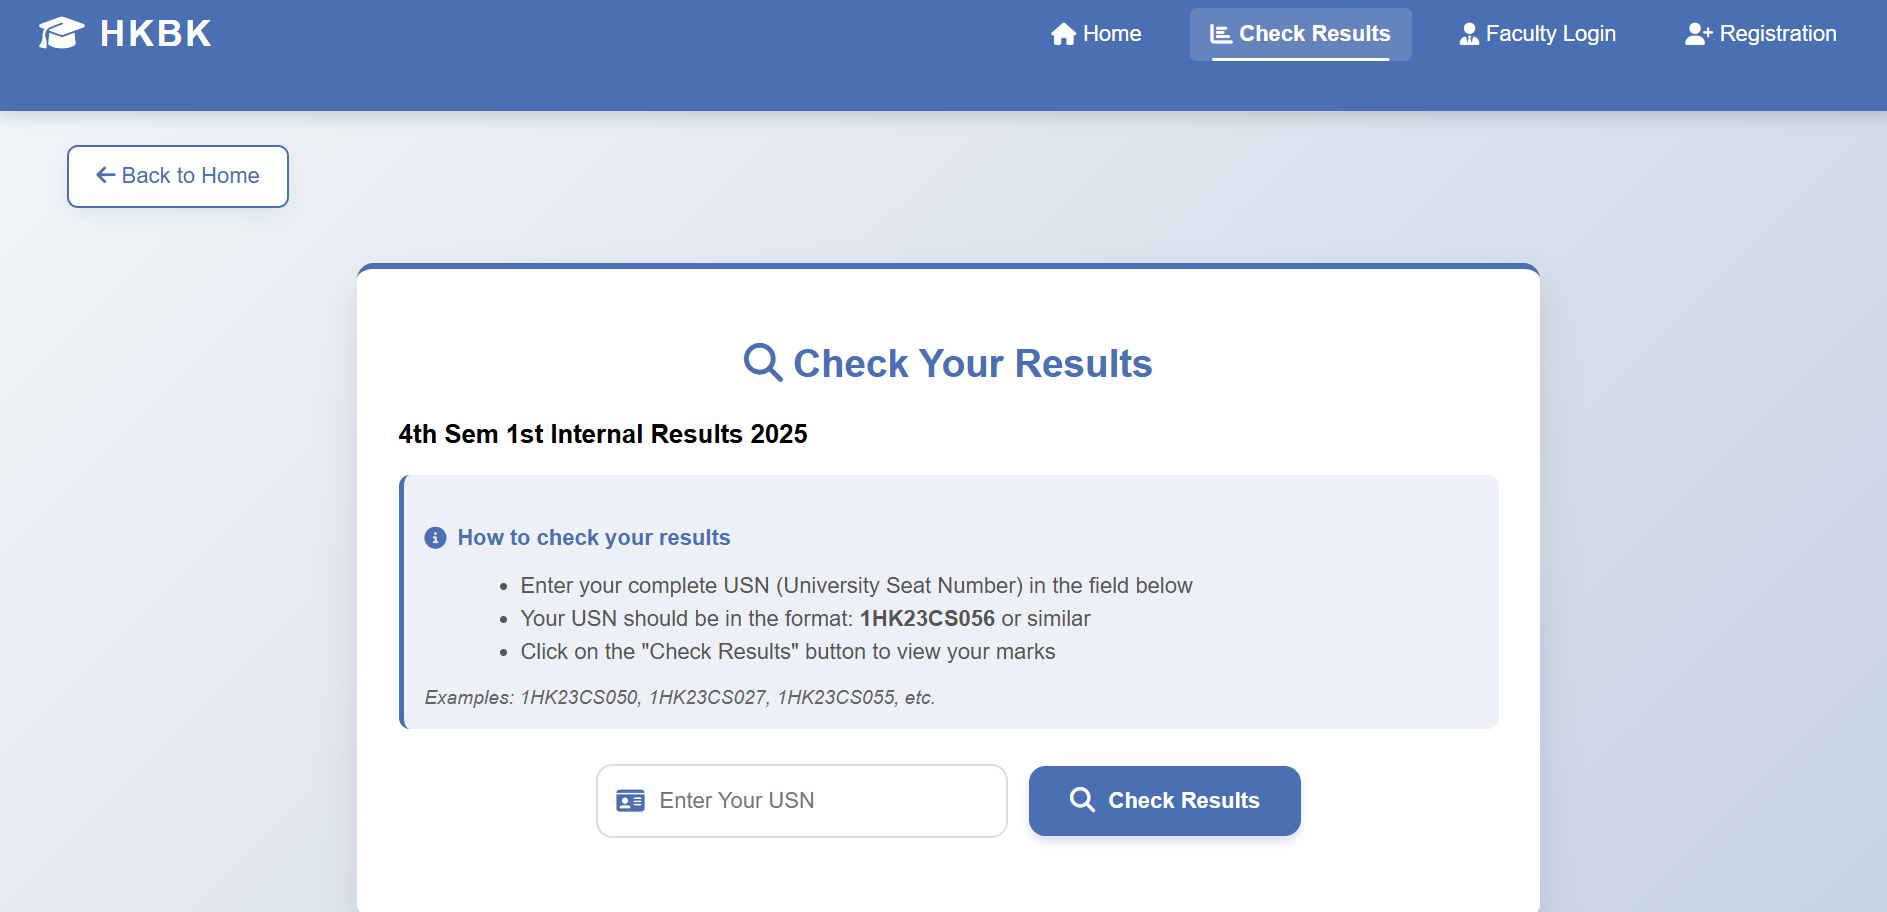 HKBK
Home
Check Results
Faculty Login
Registration
Back to Home
Check Your Results
4th Sem 1st Internal Results 2025
How to check your results
Enter your complete USN (University Seat Number) in the field below
Your USN should be in the format: 1HK23CS056 or similar
Click on the "Check Results" button to view your marks
Examples: 1HK23CS050, 1HK23CS027, 1HK23CS055, etc.
Enter Your USN
Check Results